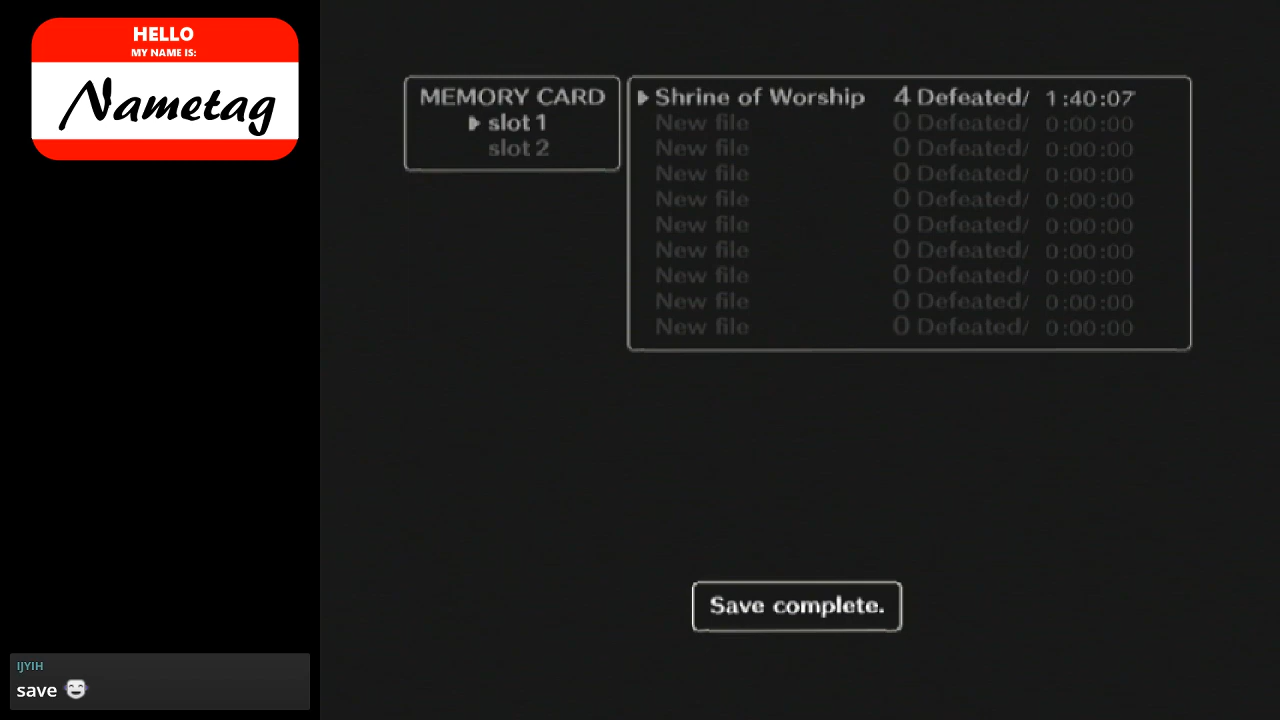 HELLO
MY NAME IS:
Nametag
MEMORY CARD
slot 1
slot 2
Shrine of Worship 4 Defeated/ 1:40:07
New file 0 Defeated/ 0:00:00
New file 0 Defeated/ 0:00:00
New file 0 Defeated/ 0:00:00
New file 0 Defeated/ 0:00:00
New file 0 Defeated/ 0:00:00
New file 0 Defeated/ 0:00:00
New file 0 Defeated/ 0:00:00
New file 0 Defeated/ 0:00:00
New file 0 Defeated/ 0:00:00
Save complete.
IJYIH
save